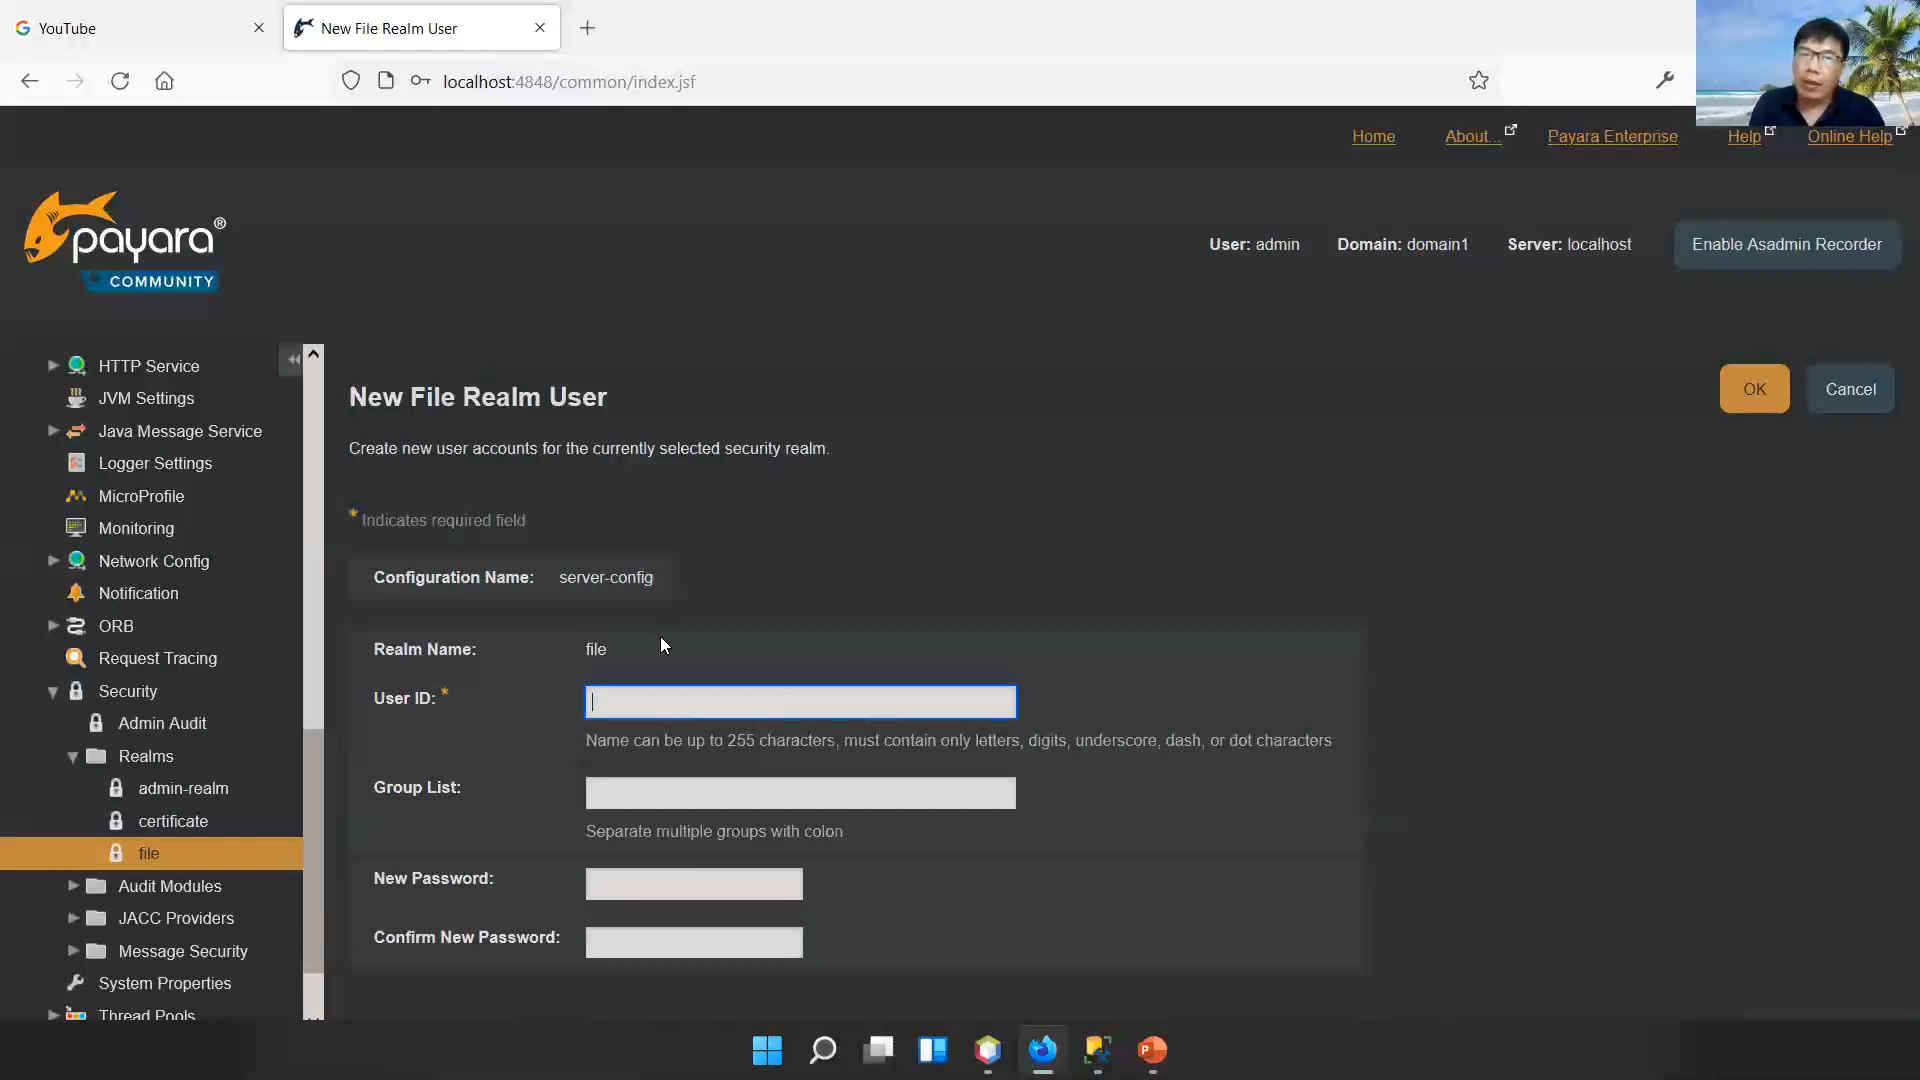 YouTube
New File Realm User
localhost:4848/common/index.jsf
Home
About...
Payara Enterprise
Help
Online Help
payara®
COMMUNITY
User: admin
Domain: domain1
Server: localhost
Enable Asadmin Recorder
HTTP Service
JVM Settings
Java Message Service
Logger Settings
MicroProfile
Monitoring
Network Config
Notification
ORB
Request Tracing
Security
Admin Audit
Realms
admin-realm
certificate
file
Audit Modules
JACC Providers
Message Security
System Properties
Thread Pools
New File Realm User
OK
Cancel
Create new user accounts for the currently selected security realm.
* Indicates required field
Configuration Name: server-config
Realm Name: file
User ID: *
Name can be up to 255 characters, must contain only letters, digits, underscore, dash, or dot characters
Group List:
Separate multiple groups with colon
New Password:
Confirm New Password: